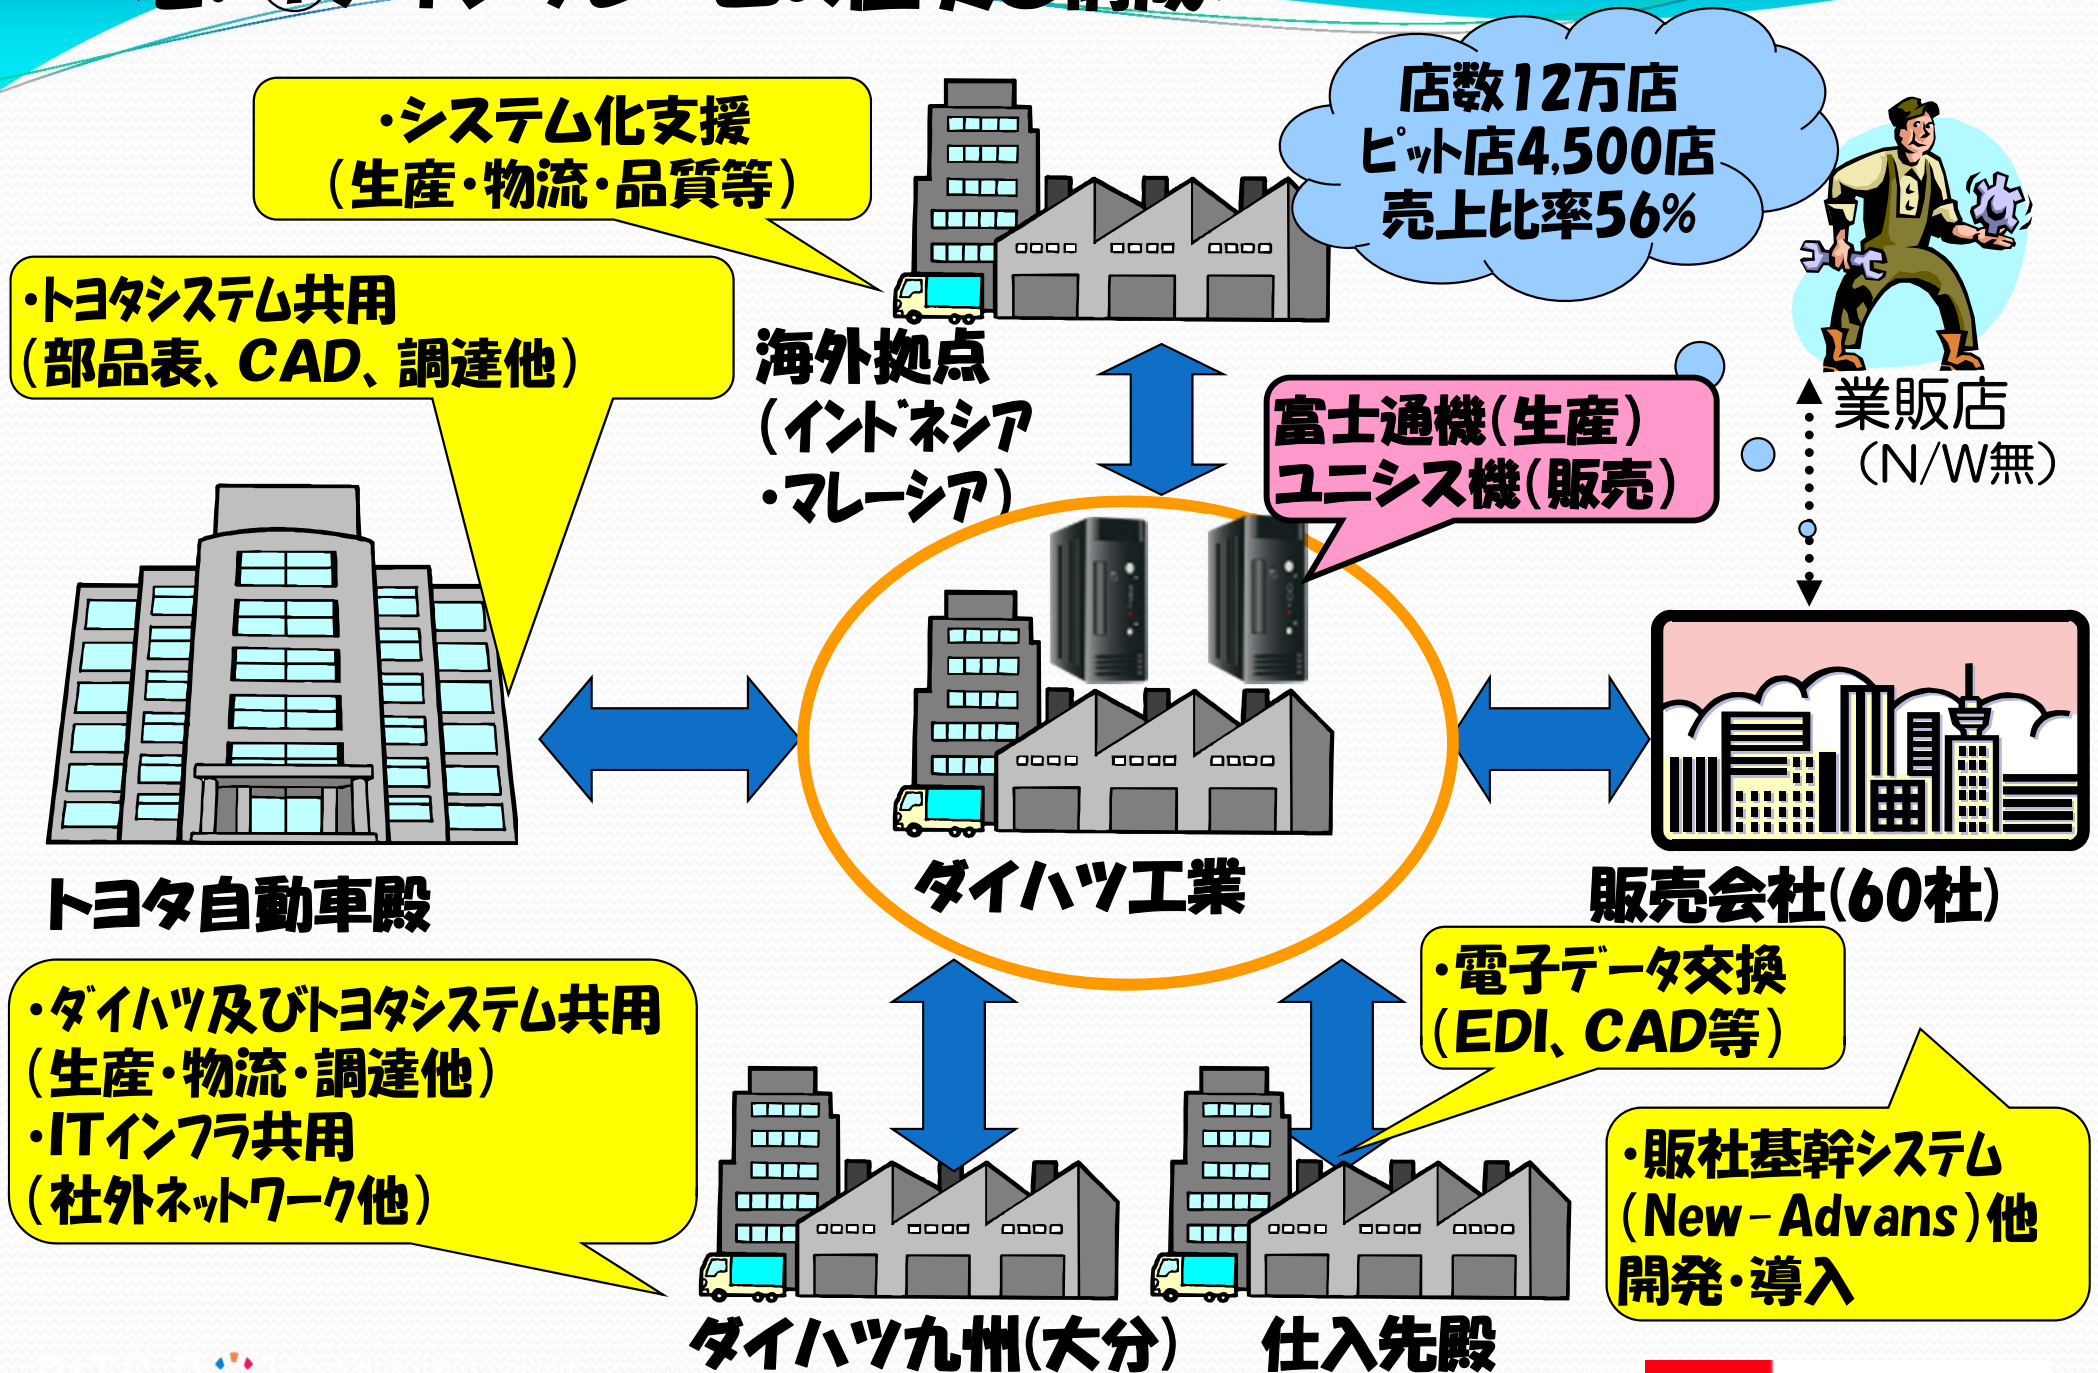 店数12万店
ピット店4,500店
売上比率56%
・システム化支援
(生産・物流・品質等)
・トヨタシステム共用
(部品表、CAD、調達他)
海外拠点
(インドネシア
・マレーシア)
富士通機(生産)
ユニシス機(販売)
業販店
(N/W無)
トヨタ自動車殿
ダイハツ工業
販売会社(60社)
・ダイハツ及びトヨタシステム共用
(生産・物流・調達他)
・ITインフラ共用
(社外ネットワーク他)
・電子データ交換
(EDI、CAD等)
・販社基幹システム
(New-Advans)他
開発・導入
ダイハツ九州(大分)
仕入先殿